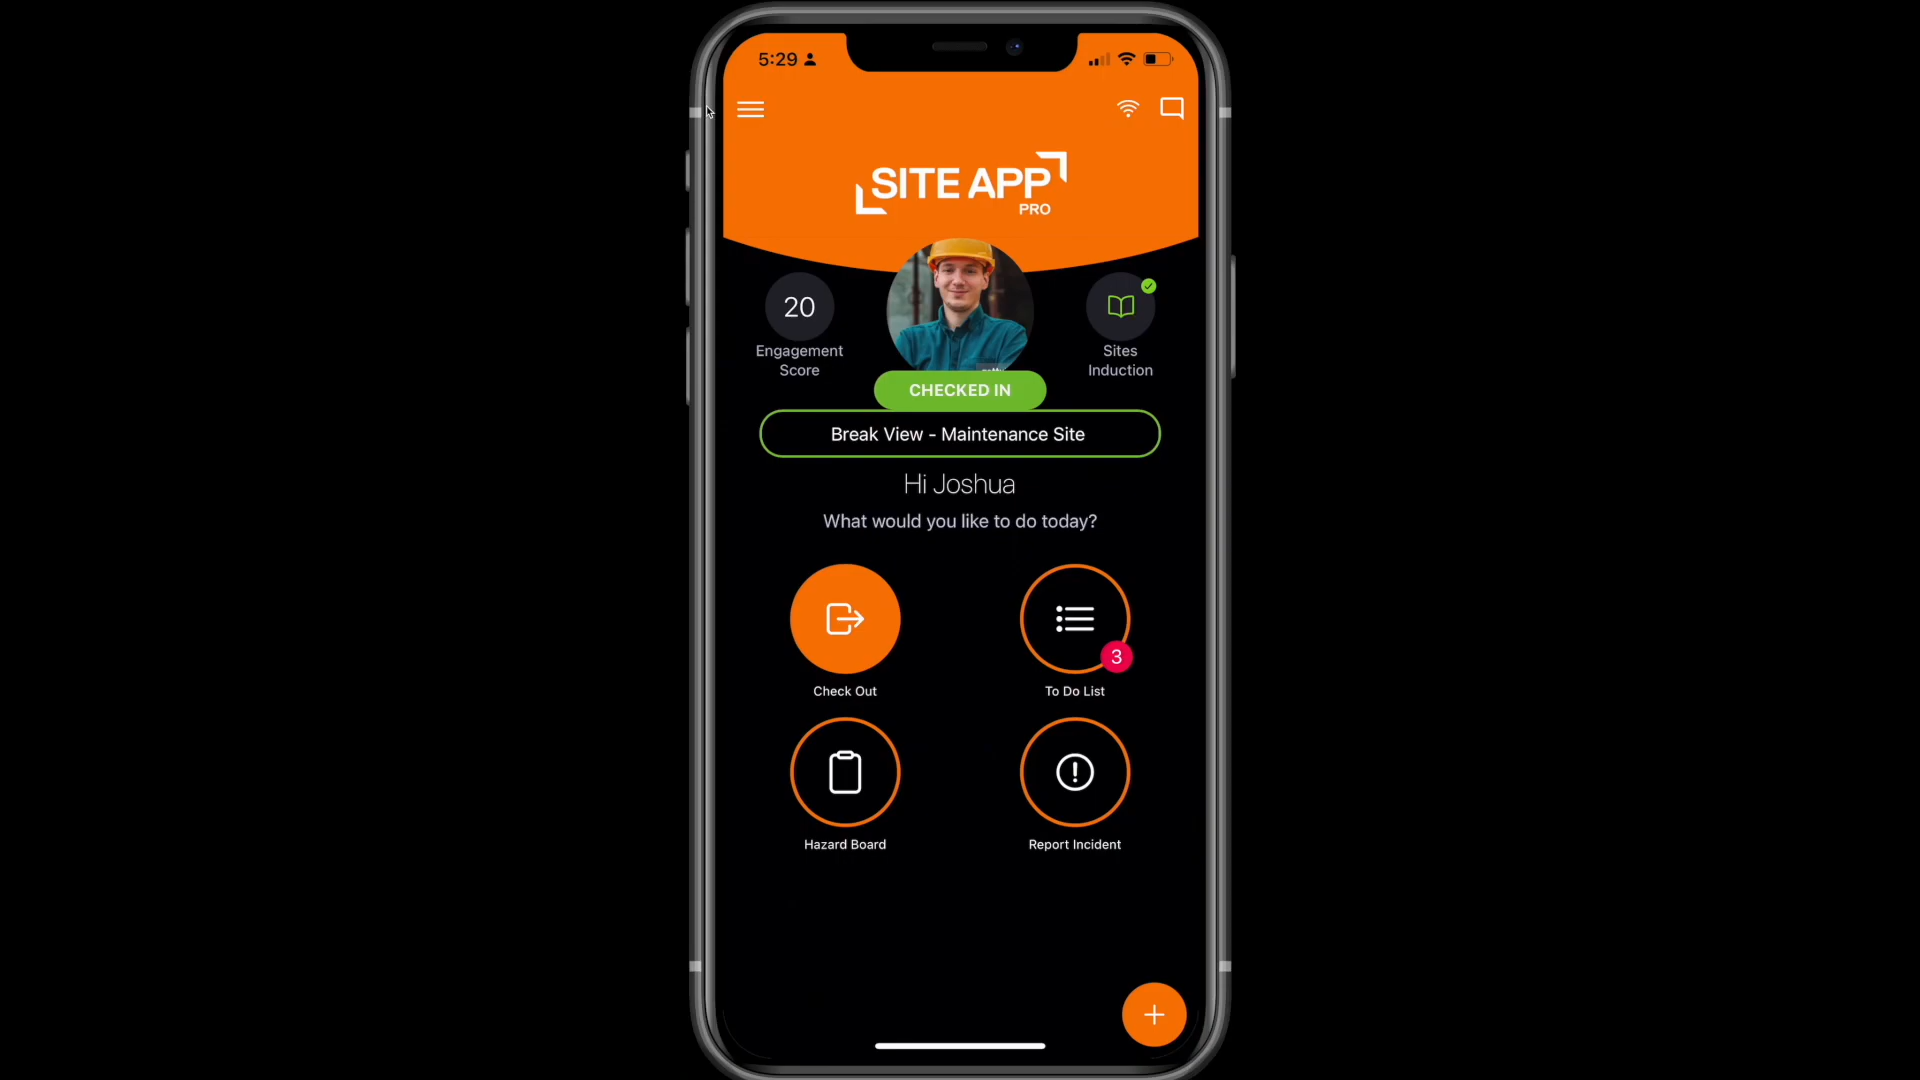 5:29
SITE APP
PRO
20
Engagement
Score
Sites
Induction
CHECKED IN
Break View - Maintenance Site
Hi Joshua
What would you like to do today?
3
Check Out
To Do List
Hazard Board
Report Incident